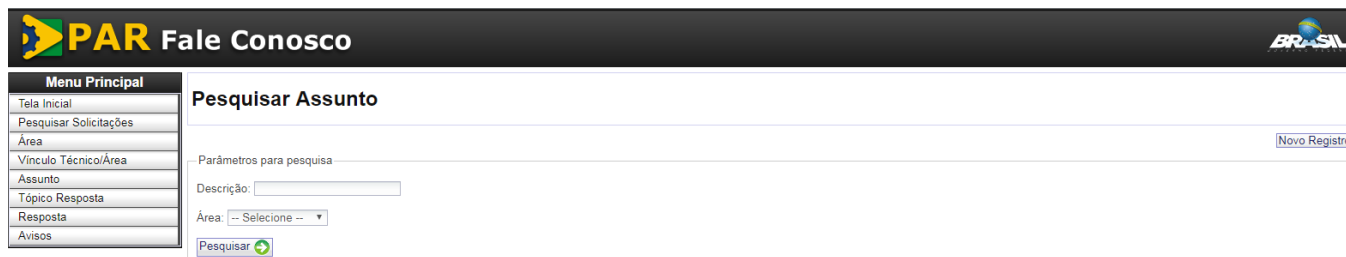 PAR Fale Conosco
BRASIL
Menu Principal
Tela Inicial
Pesquisar Solicitações
Área
Vínculo Técnico/Área
Assunto
Tópico Resposta
Resposta
Avisos
Pesquisar Assunto
Novo Registro
Parâmetros para pesquisa
Descrição:
Área: -- Selecione --
Pesquisar